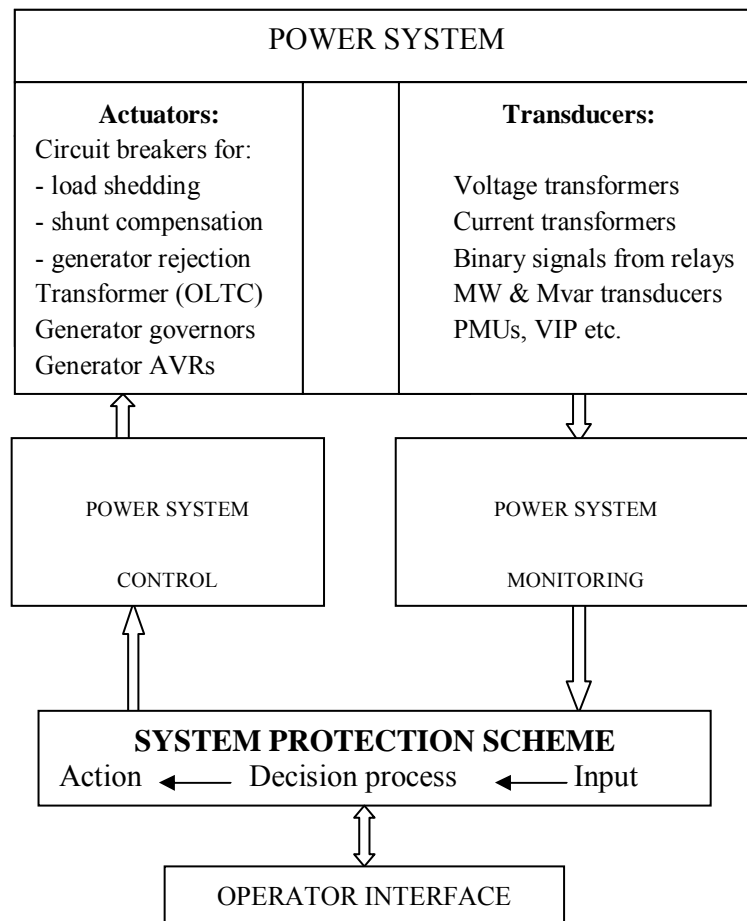 POWER SYSTEM
Actuators:
Circuit breakers for:
- load shedding
- shunt compensation
- generator rejection
Transformer (OLTC)
Generator governors
Generator AVRs
Transducers:
Voltage transformers
Current transformers
Binary signals from relays
MW & Mvar transducers
PMUs, VIP etc.
POWER SYSTEM
CONTROL
POWER SYSTEM
MONITORING
SYSTEM PROTECTION SCHEME
Action Decision process Input
OPERATOR INTERFACE